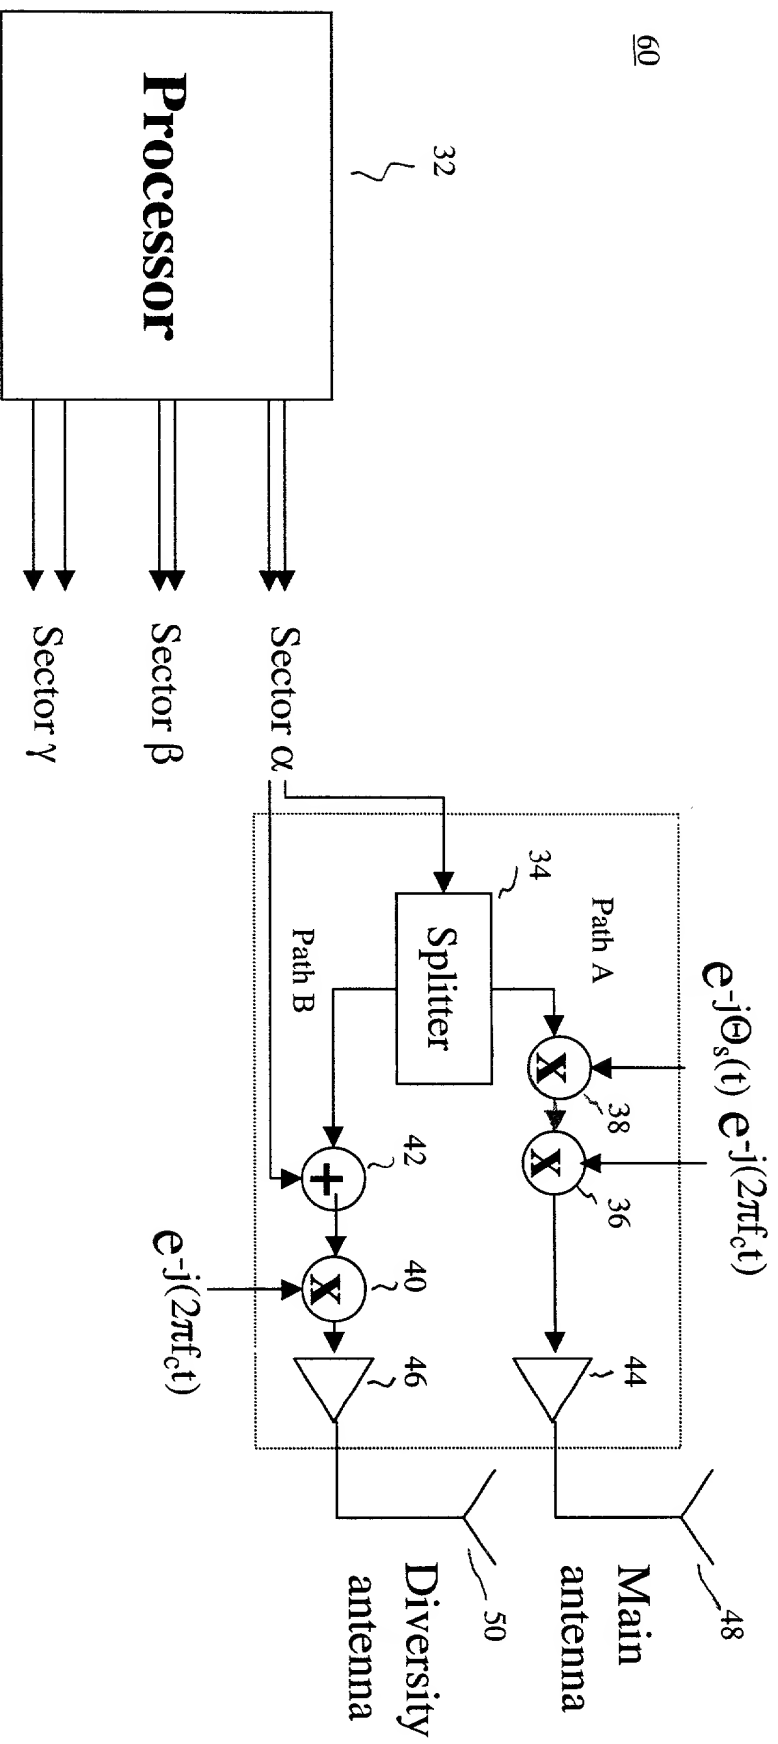 60
32
Processor
Sector α
Sector β
Sector γ
34
Splitter
Path A
Path B
e-jΘs(t)
e-j(2πfct)
38
X
36
X
42
+
40
X
e-j(2πfct)
44
46
48
Main
antenna
50
Diversity
antenna